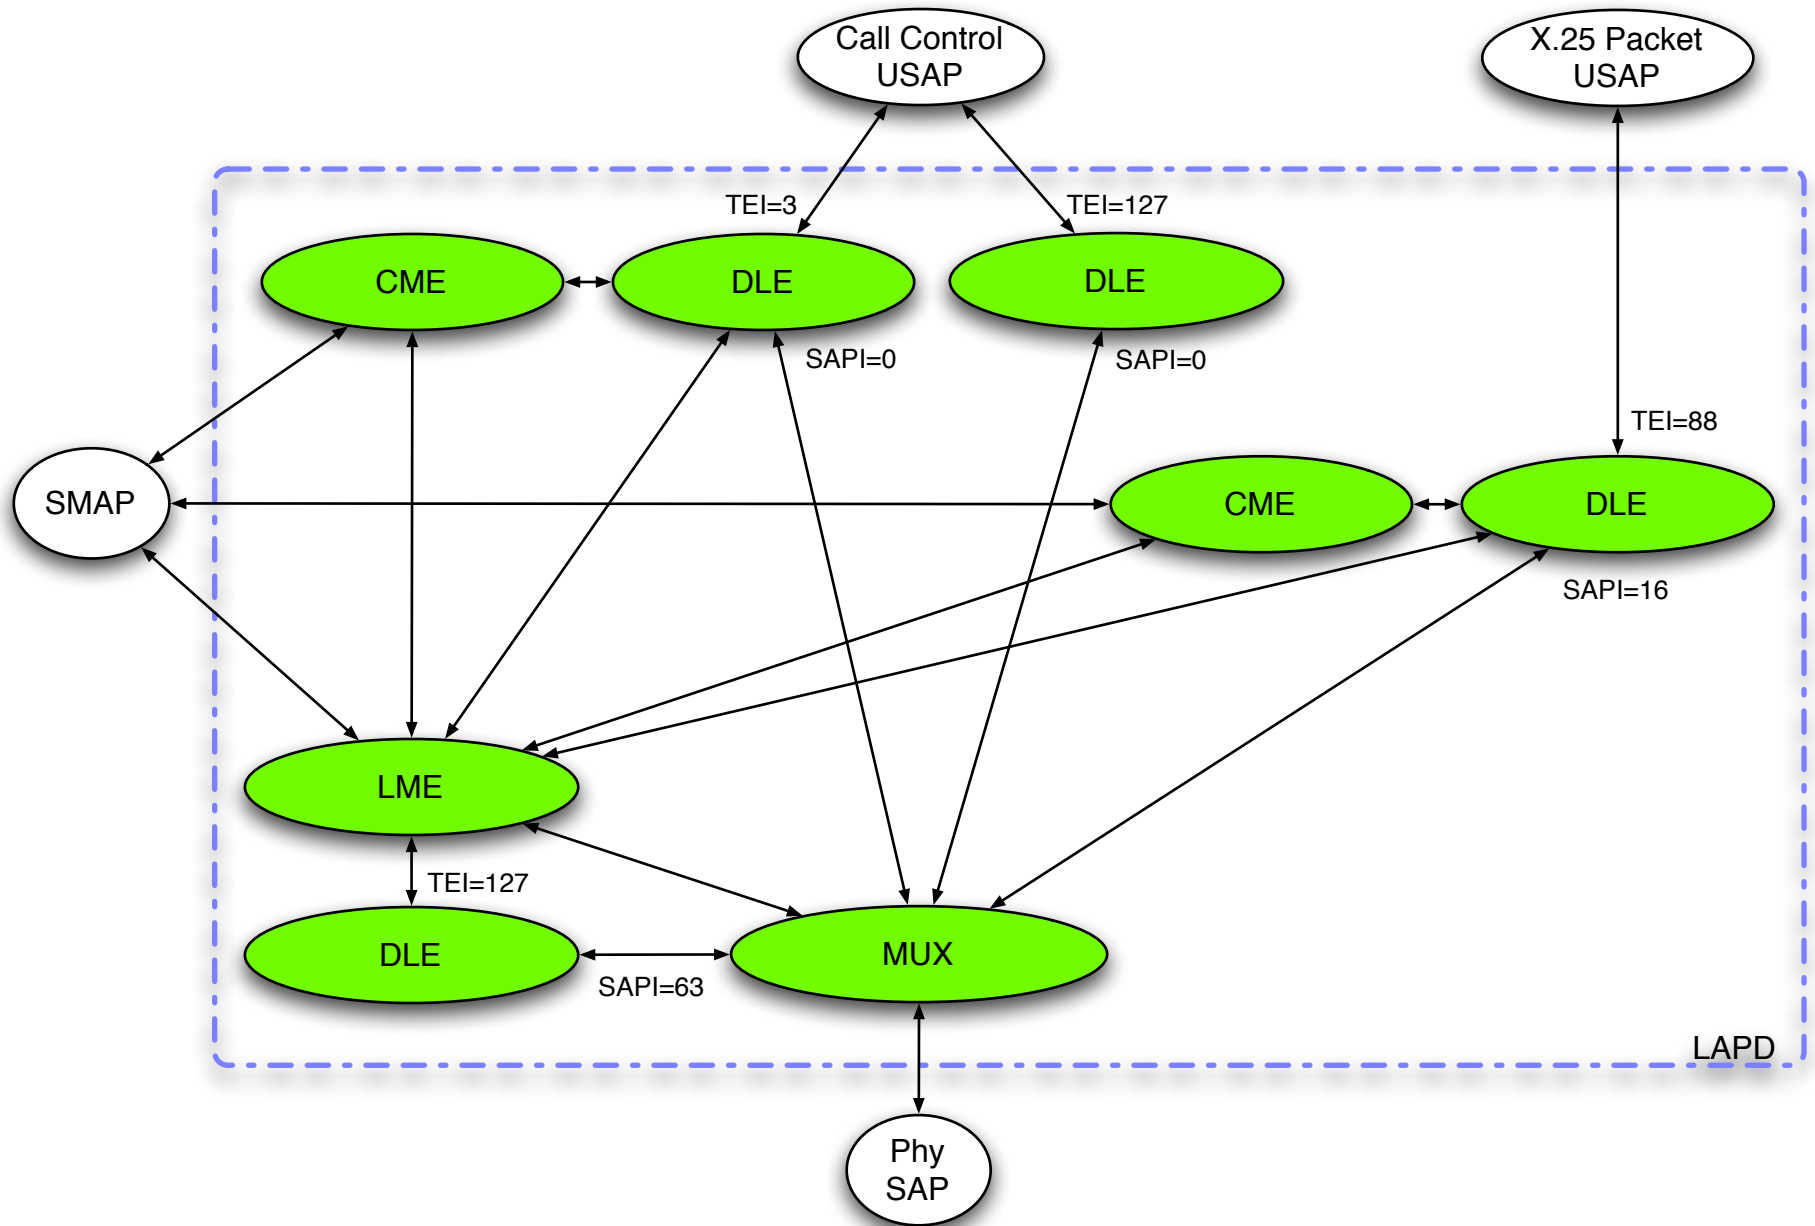 Call Control
USAP
X.25 Packet
USAP
TEI=3
TEI=127
CME
DLE
DLE
SAPI=0
SAPI=0
TEI=88
SMAP
CME
DLE
SAPI=16
LME
TEI=127
DLE
MUX
SAPI=63
LAPD
Phy
SAP